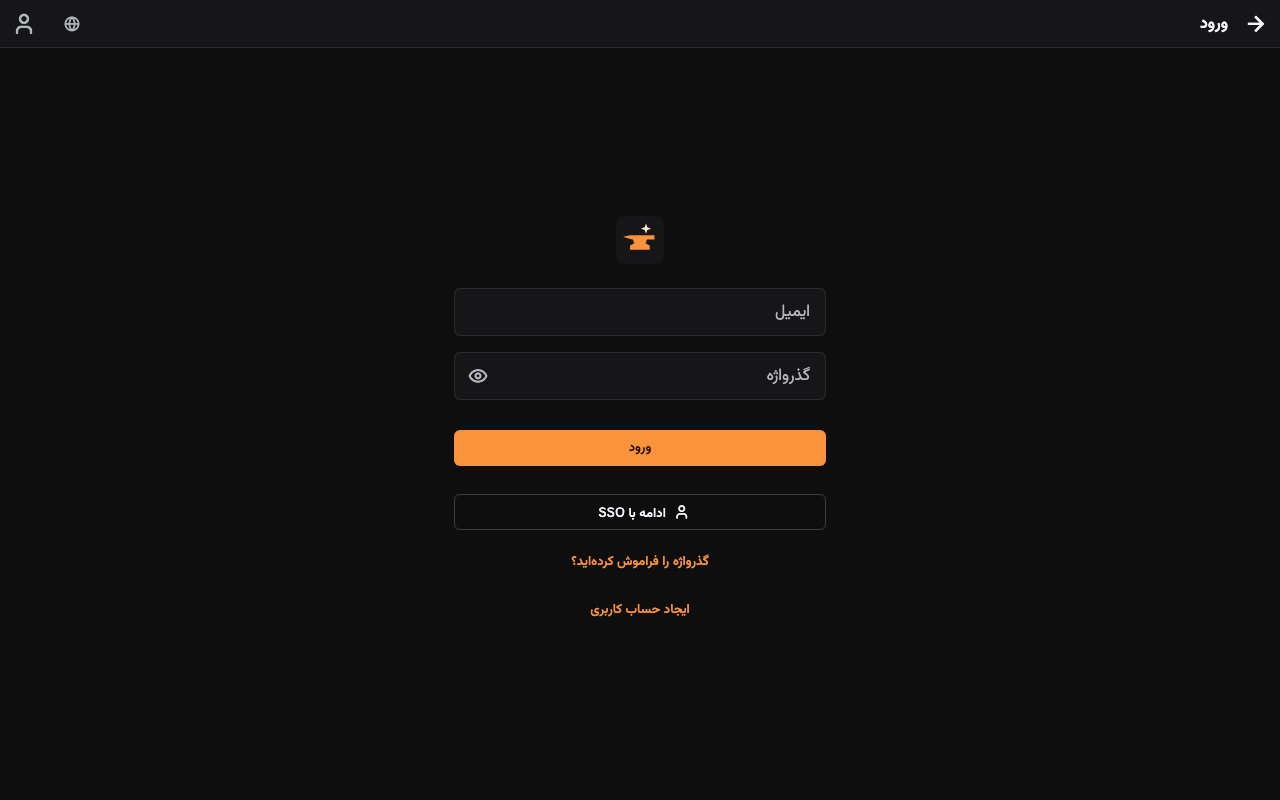 ورود
ایمیل
گذرواژه
ورود
ادامه با SSO
گذرواژه را فراموش کرده‌اید؟
ایجاد حساب کاربری